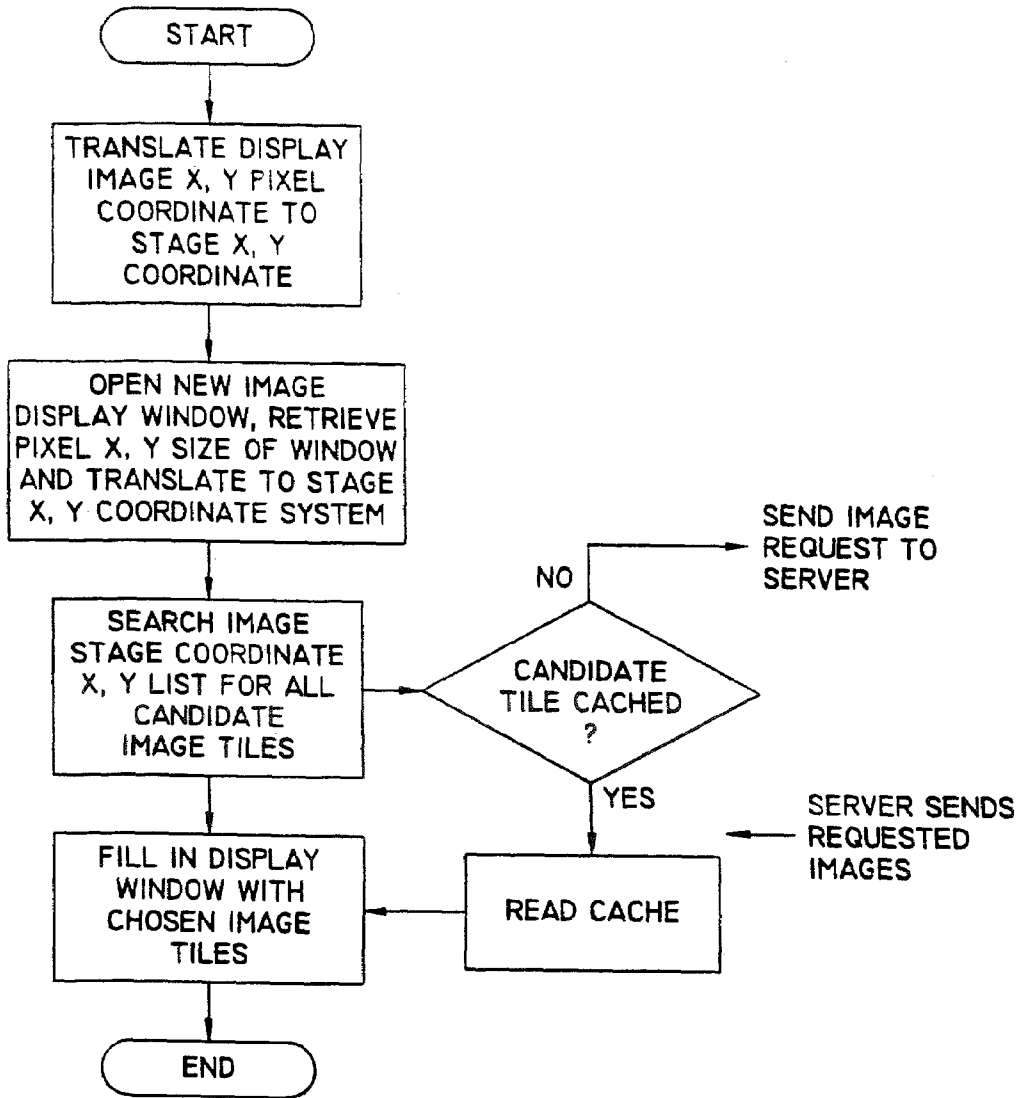 START
TRANSLATE DISPLAY
IMAGE X, Y PIXEL
COORDINATE TO
STAGE X, Y
COORDINATE
OPEN NEW IMAGE
DISPLAY WINDOW, RETRIEVE
PIXEL X, Y SIZE OF WINDOW
AND TRANSLATE TO STAGE
X, Y COORDINATE SYSTEM
SEARCH IMAGE
STAGE COORDINATE
X, Y LIST FOR ALL
CANDIDATE
IMAGE TILES
CANDIDATE
TILE CACHED
?
NO
SEND IMAGE
REQUEST TO
SERVER
YES
SERVER SENDS
REQUESTED
IMAGES
READ CACHE
FILL IN DISPLAY
WINDOW WITH
CHOSEN IMAGE
TILES
END